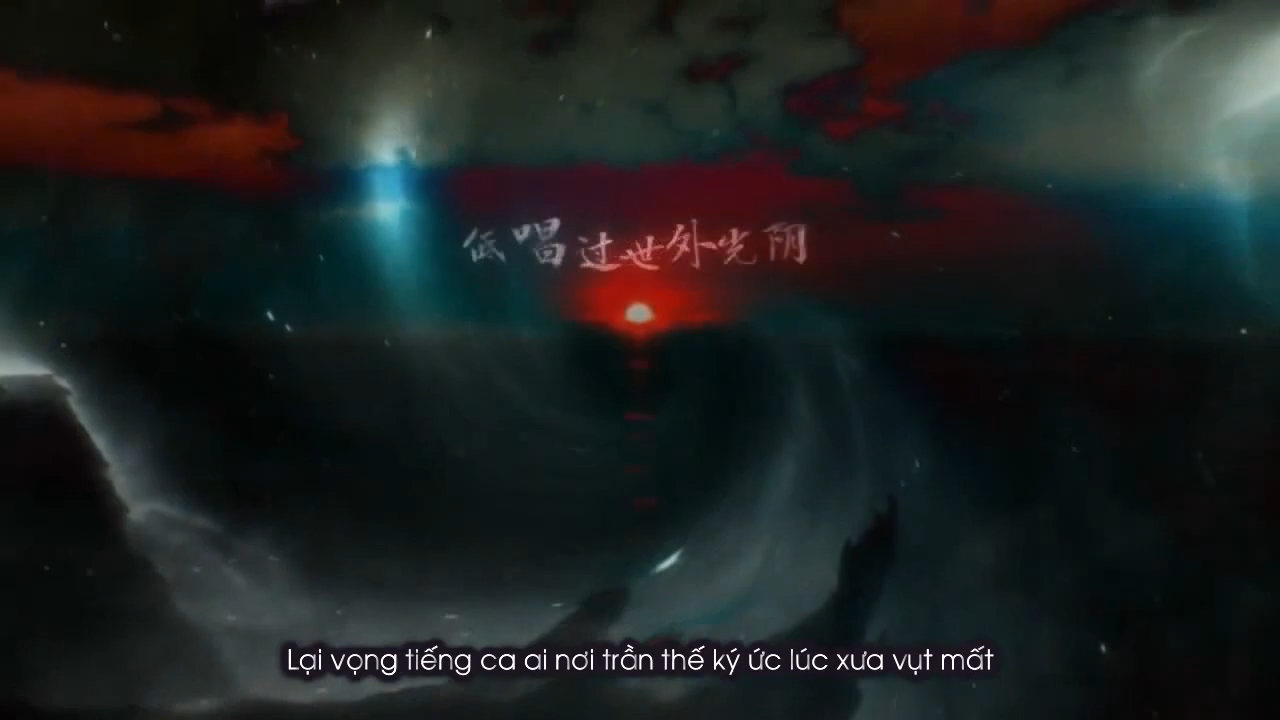 低唱过世外光阴
Lại vọng tiếng ca ai nơi trần thế ký ức lúc xưa vụt mất